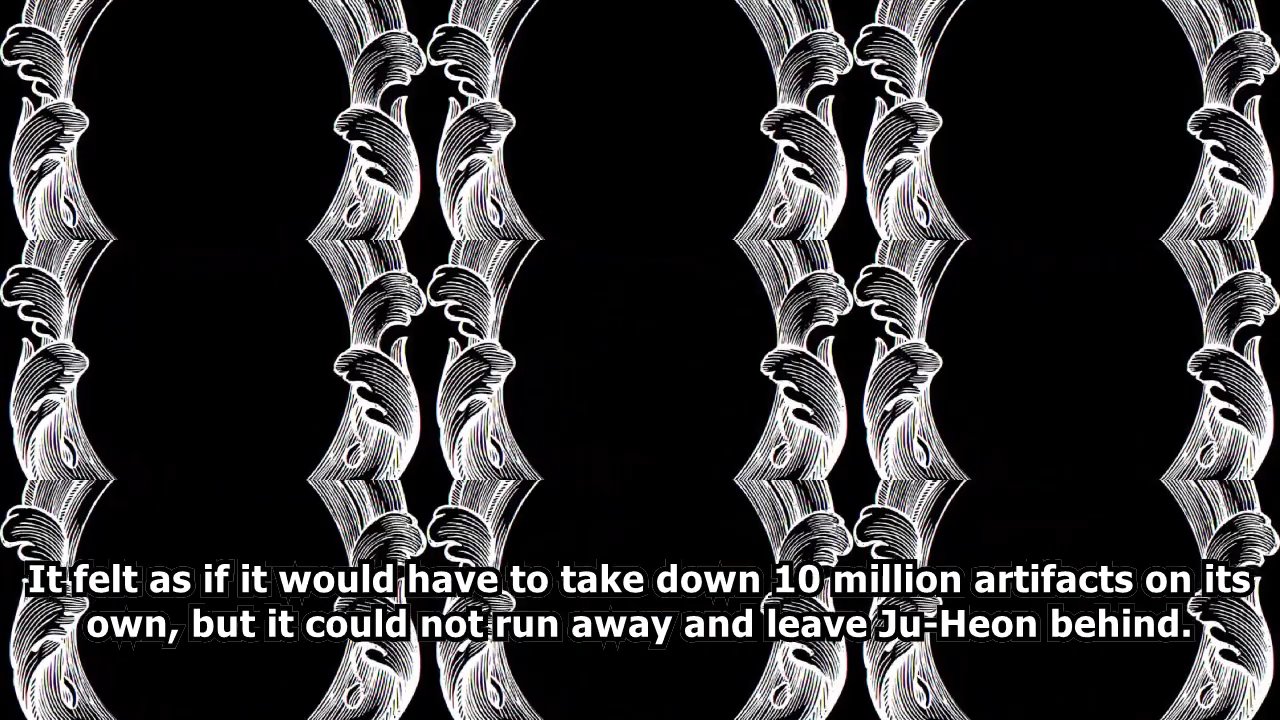 It felt as if it would have to take down 10 million artifacts on its
own, but it could not run away and leave Ju-Heon behind.